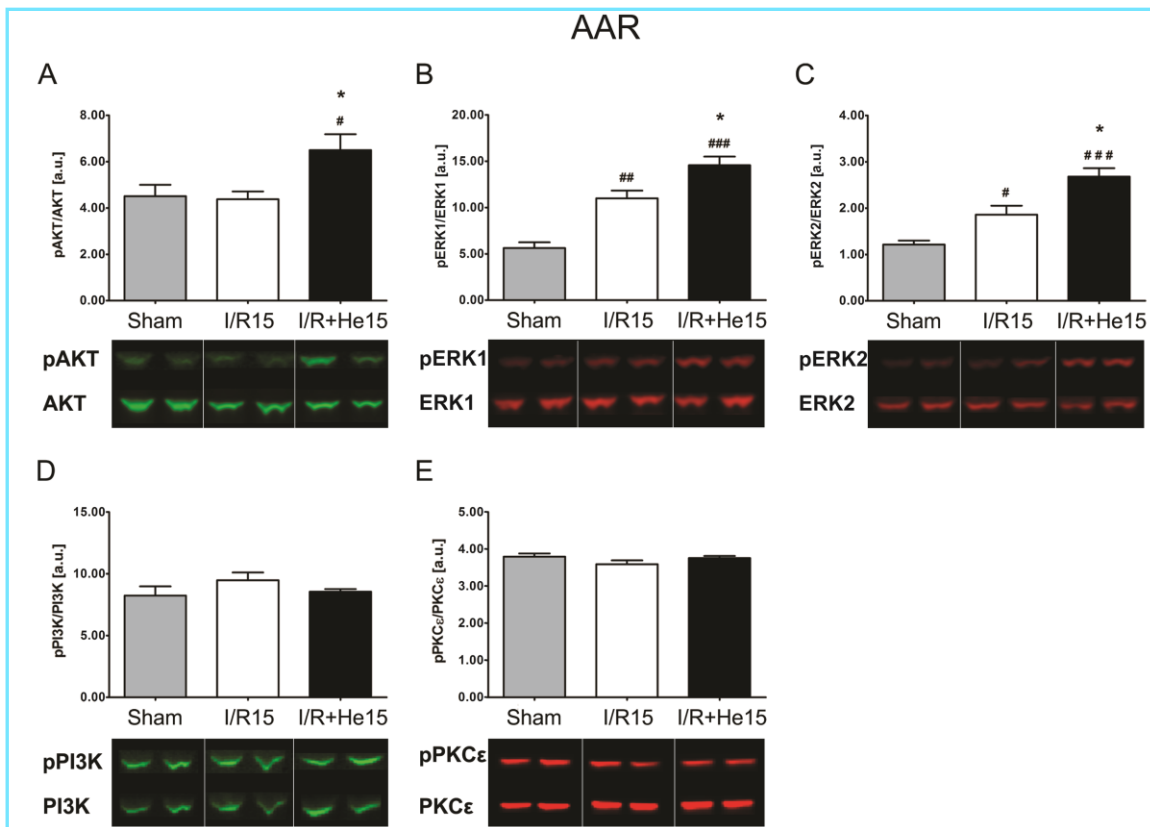 AAR
A
B
C
pAKT/AKT [a.u.]
8.00
6.00
4.00
2.00
0.00
*
#
Sham I/R15 I/R+He15
pAKT
AKT
pERK1/ERK1 [a.u.]
20.00
15.00
10.00
5.00
0.00
##
*
###
Sham I/R15 I/R+He15
pERK1
ERK1
pERK2/ERK2 [a.u.]
4.00
3.00
2.00
1.00
0.00
#
*
###
Sham I/R15 I/R+He15
pERK2
ERK2
D
E
pPI3K/PI3K [a.u.]
15.00
10.00
5.00
0.00
Sham I/R15 I/R+He15
pPI3K
PI3K
pPKCε/PKCε [a.u.]
5.00
4.00
3.00
2.00
1.00
0.00
Sham I/R15 I/R+He15
pPKCε
PKCε